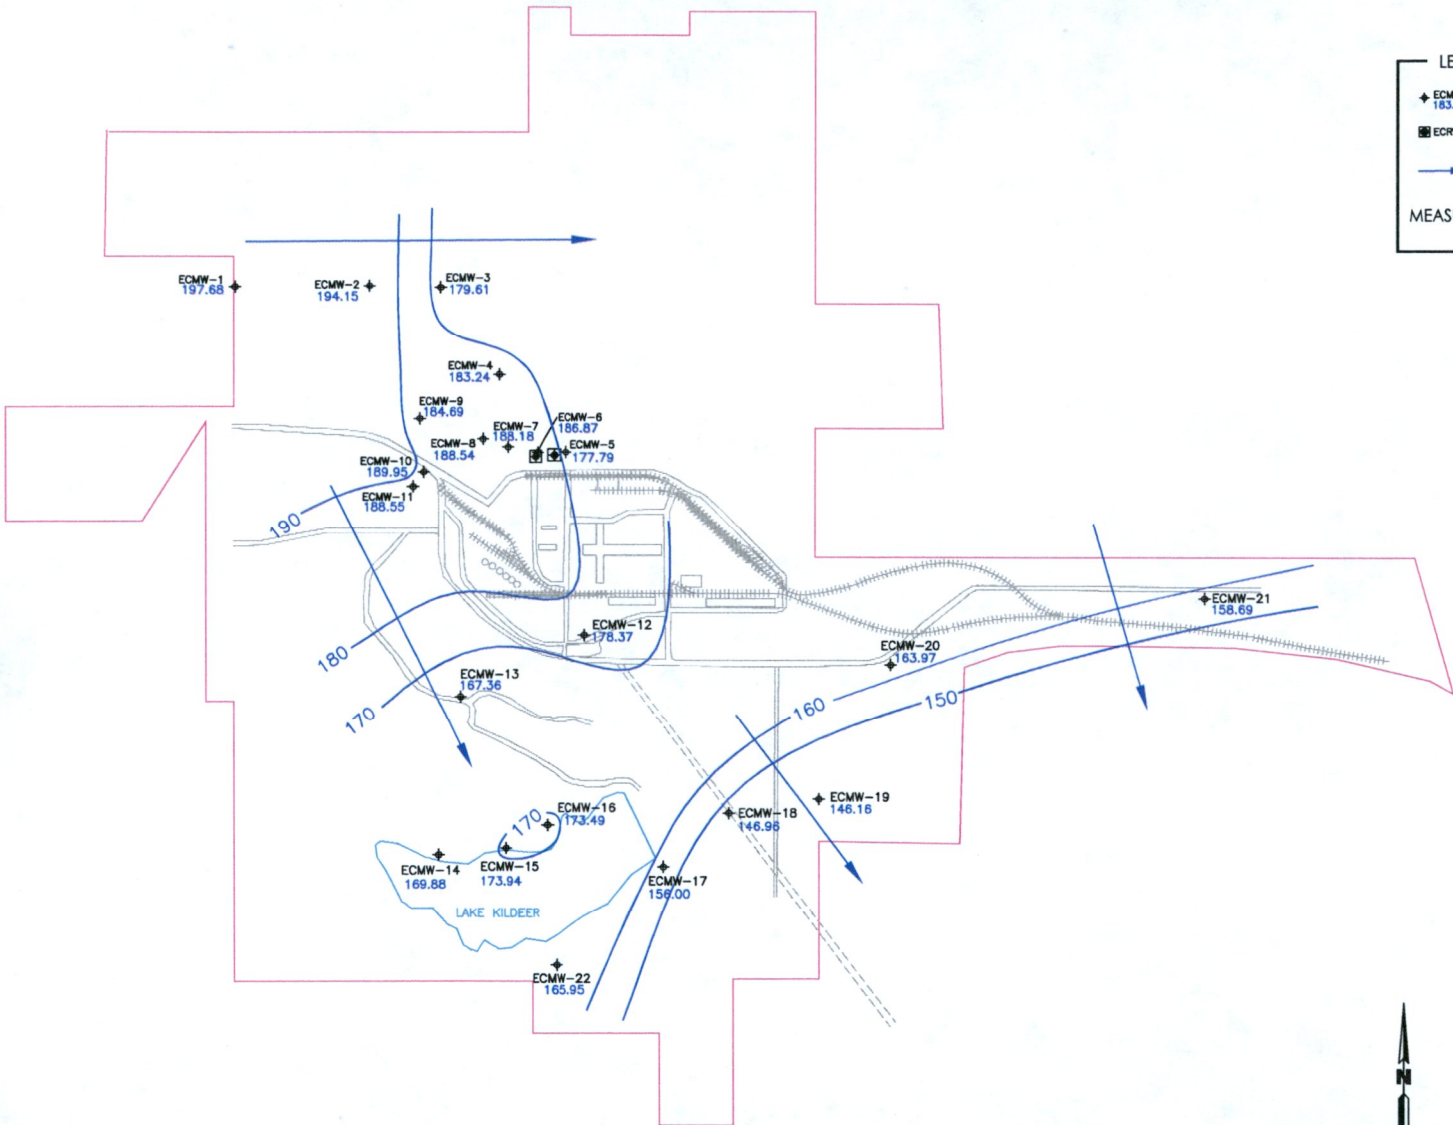 LE
ECM
183.
ECR
MEAS
ECMW-1
197.68
ECMW-2
194.15
ECMW-3
179.61
ECMW-4
183.24
ECMW-9
184.69
ECMW-6
186.87
ECMW-7
188.18
ECMW-8
188.54
ECMW-5
177.79
ECMW-10
189.95
ECMW-11
188.55
190
ECMW-21
158.69
ECMW-12
178.37
180
ECMW-20
163.97
ECMW-13
167.36
170
160
150
ECMW-16
173.49
170
ECMW-19
146.16
ECMW-18
146.96
ECMW-14
169.88
ECMW-15
173.94
ECMW-17
156.00
LAKE KILDEER
ECMW-22
165.95
N